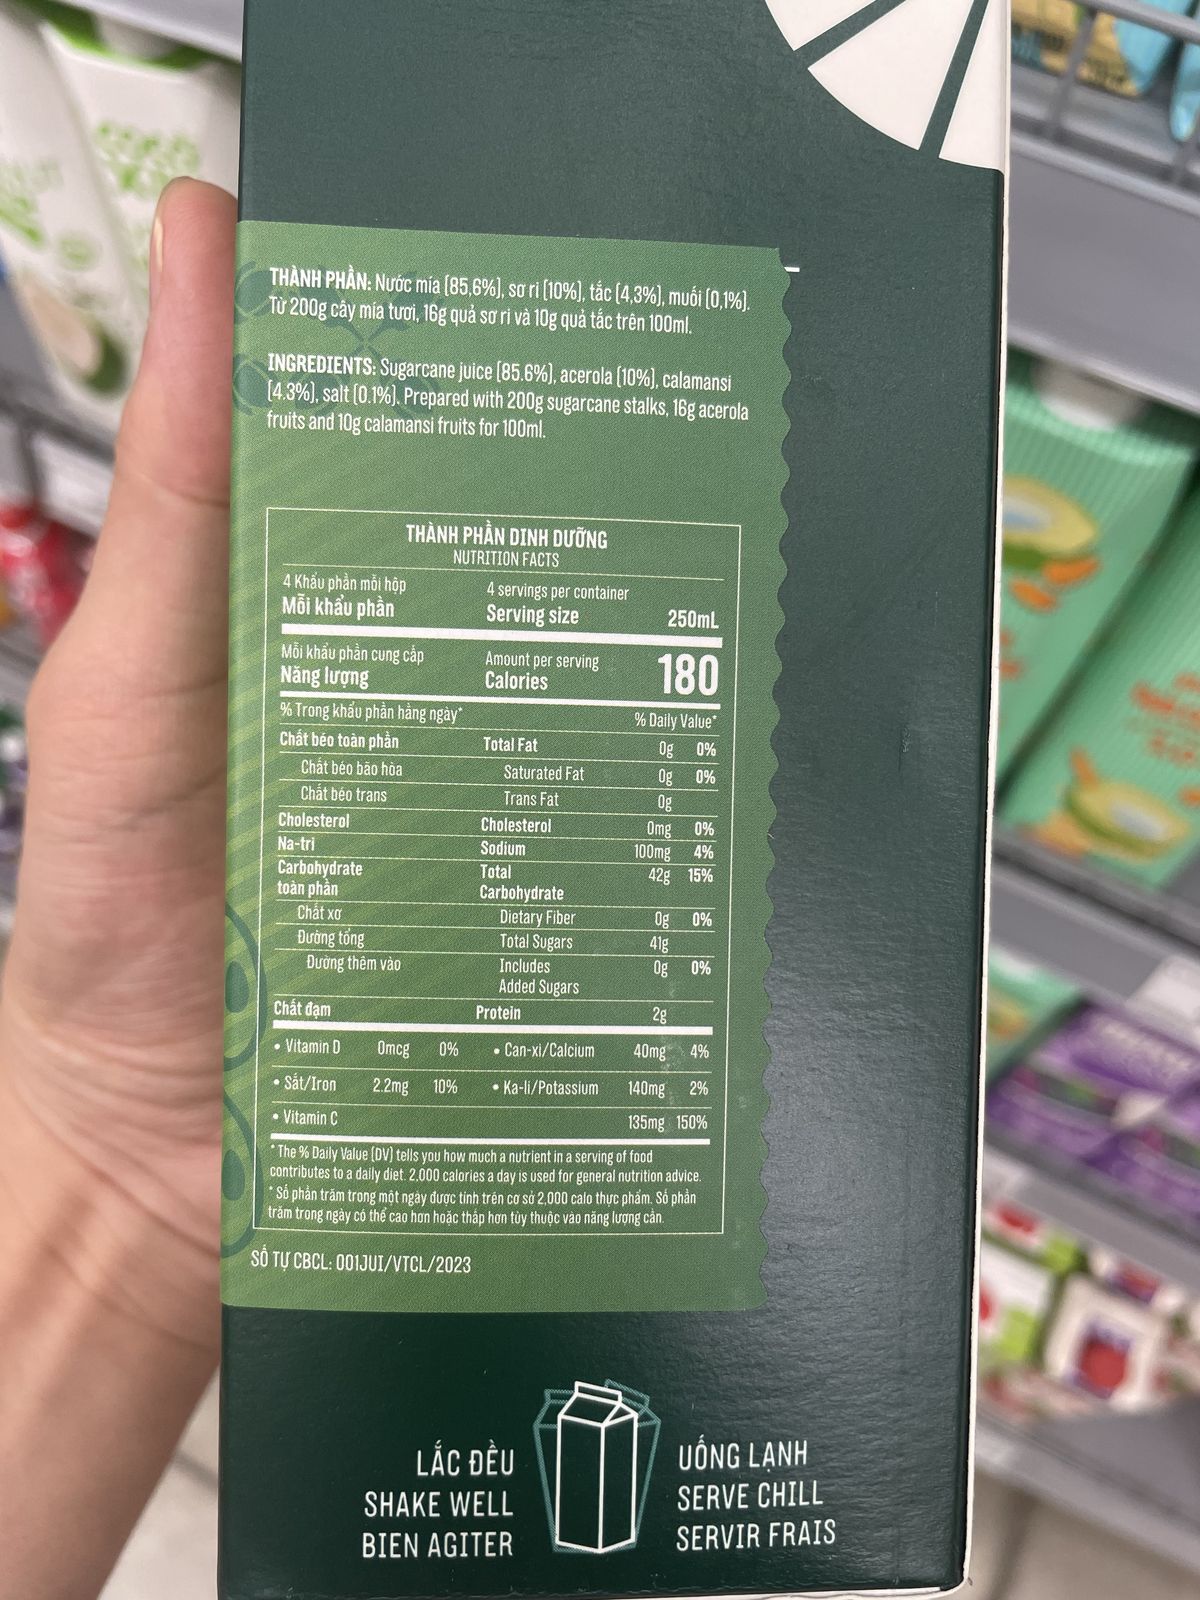 THÀNH PHẦN: Nước mía (85,6%), sơ ri (10%), tắc (4,3%), muối (0,1%).
Từ 200g cây mía tươi, 16g quả sơ ri và 10g quả tắc trên 100ml.
INGREDIENTS: Sugarcane juice (85.6%), acerola (10%), calamansi
(4.3%), salt (0.1%). Prepared with 200g sugarcane stalks, 16g acerola
fruits and 10g calamansi fruits for 100ml.
THÀNH PHẦN DINH DƯỠNG
NUTRITION FACTS
4 Khẩu phần mỗi hộp 4 servings per container
Mỗi khẩu phần Serving size 250mL
Mỗi khẩu phần cung cấp Amount per serving
Năng lượng Calories 180
% Trong khẩu phần hằng ngày* % Daily Value*
Chất béo toàn phần Total Fat 0g 0%
Chất béo bão hòa Saturated Fat 0g 0%
Chất béo trans Trans Fat 0g
Cholesterol Cholesterol 0mg 0%
Na-tri Sodium 100mg 4%
Carbohydrate Total 42g 15%
toàn phần Carbohydrate
Chất xơ Dietary Fiber 0g 0%
Đường tổng Total Sugars 41g
Đường thêm vào Includes 0g 0%
Added Sugars
Chất đạm Protein 2g
• Vitamin D 0mcg 0% • Can-xi/Calcium 40mg 4%
• Sắt/Iron 2.2mg 10% • Ka-li/Potassium 140mg 2%
• Vitamin C 135mg 150%
* The % Daily Value (DV) tells you how much a nutrient in a serving of food
contributes to a daily diet. 2,000 calories a day is used for general nutrition advice.
* Số phần trăm trong một ngày được tính trên cơ sở 2,000 calo thực phẩm. Số phần
trăm trong ngày có thể cao hơn hoặc thấp hơn tùy thuộc vào năng lượng cần.
SỐ TỰ CBCL: 001JUI/VTCL/2023
LẮC ĐỀU
SHAKE WELL
BIEN AGITER
UỐNG LẠNH
SERVE CHILL
SERVIR FRAIS